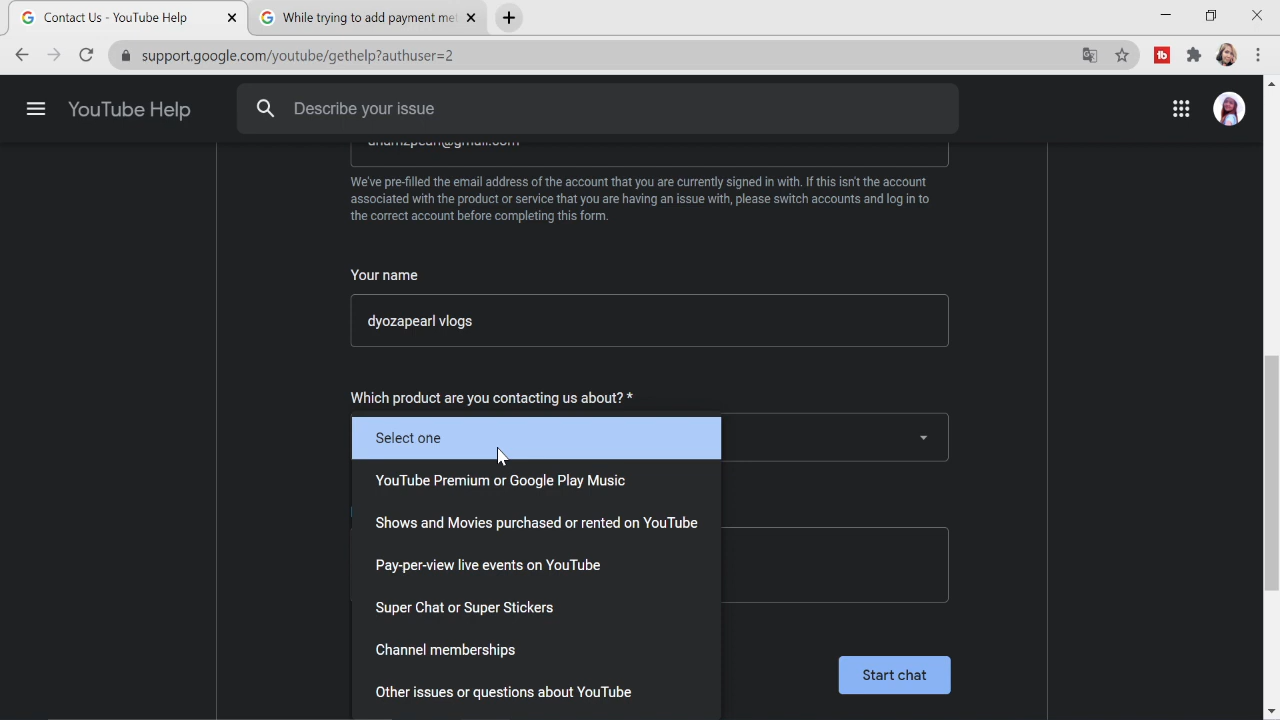 Contact Us - YouTube Help
While trying to add payment me
support.google.com/youtube/gethelp?authuser=2
YouTube Help
Describe your issue
We've pre-filled the email address of the account that you are currently signed in with. If this isn't the account
associated with the product or service that you are having an issue with, please switch accounts and log in to
the correct account before completing this form.
Your name
dyozapearl vlogs
Which product are you contacting us about? *
Select one
YouTube Premium or Google Play Music
Shows and Movies purchased or rented on YouTube
Pay-per-view live events on YouTube
Super Chat or Super Stickers
Channel memberships
Start chat
Other issues or questions about YouTube